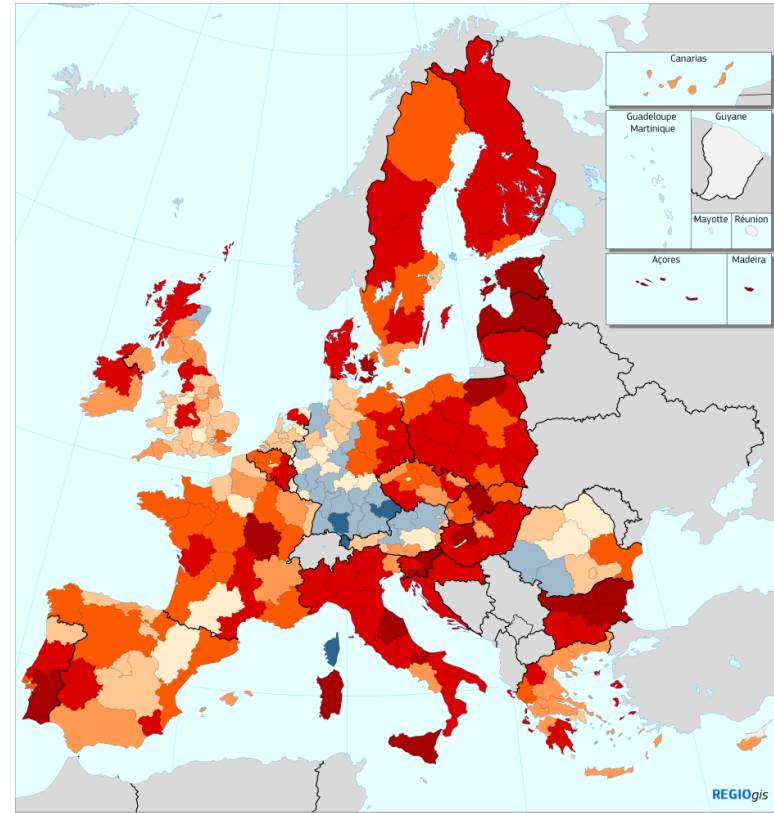 Canarias
Guadeloupe
Martinique
Guyane
Mayotte
Réunion
Açores
Madeira
REGIOgis